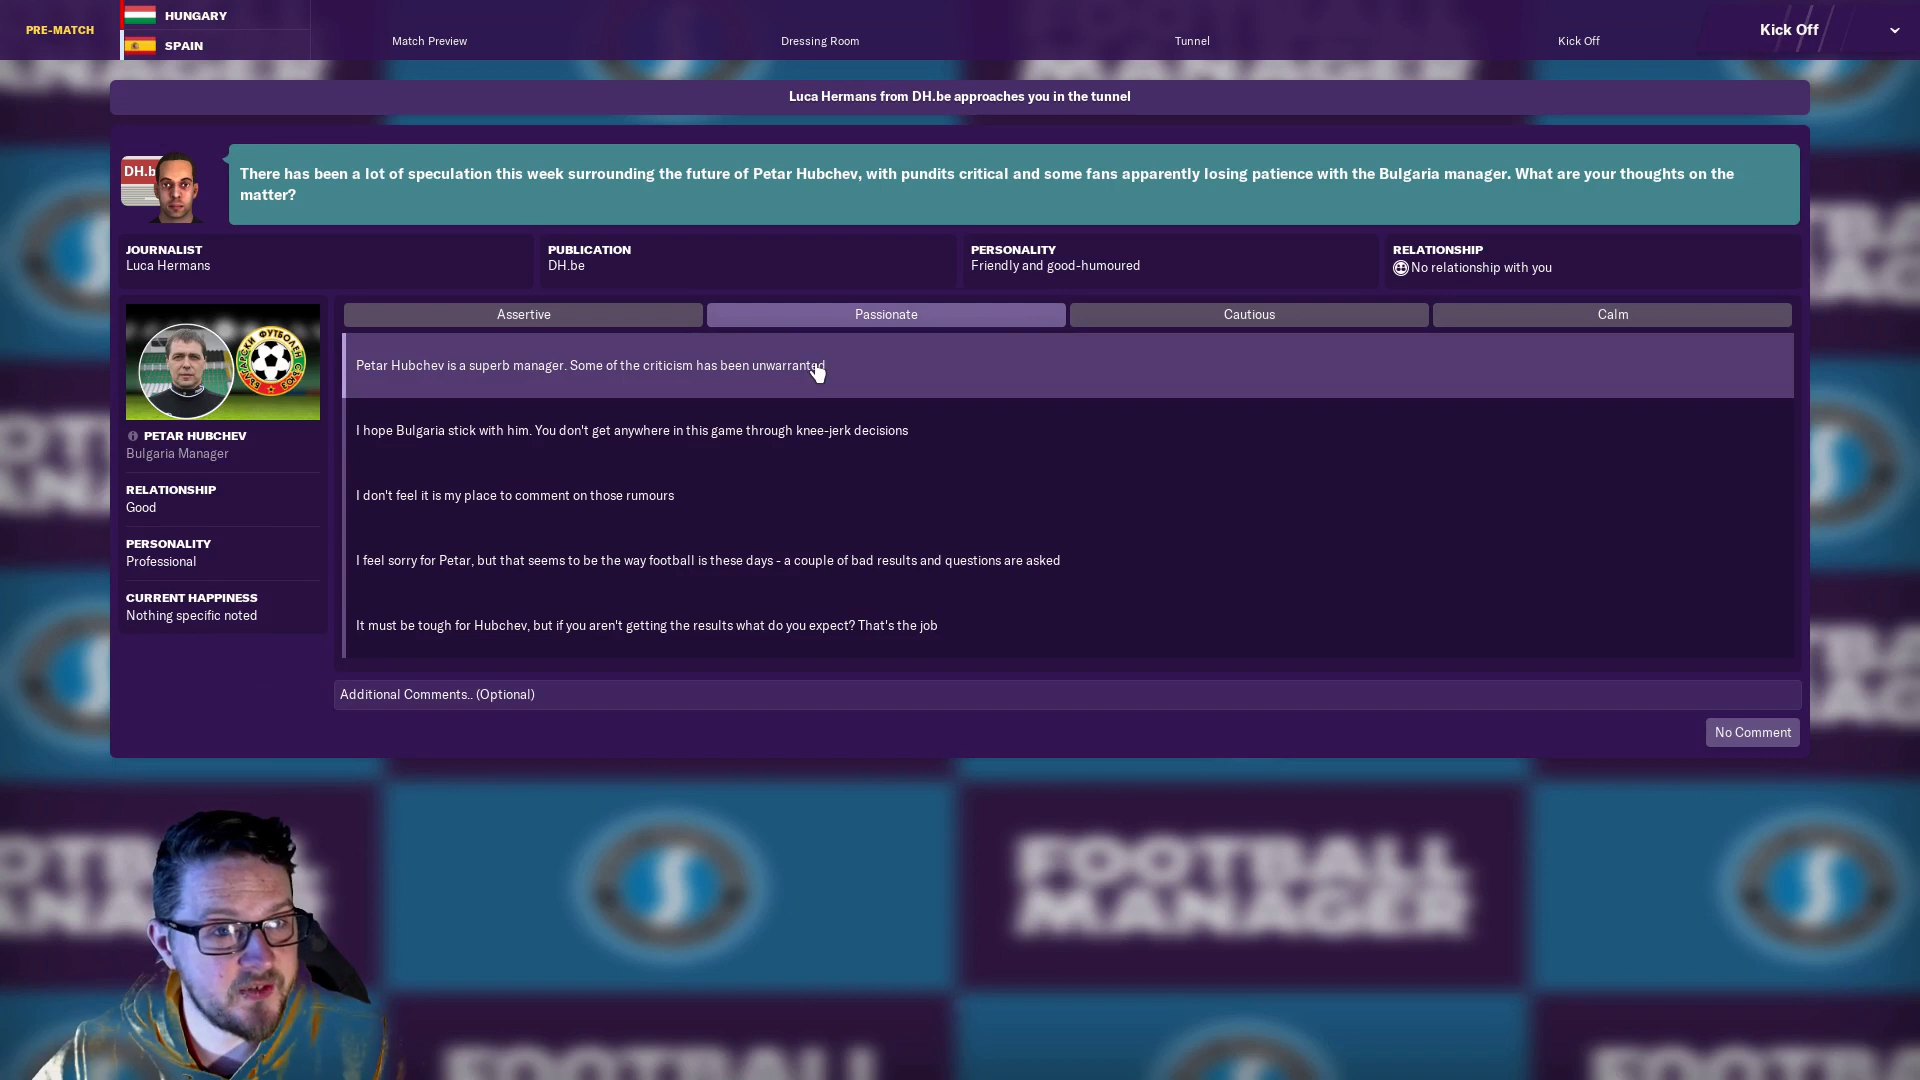 PRE-MATCH
HUNGARY
SPAIN
Match Preview
Dressing Room
Tunnel
Kick Off
Kick Off
Luca Hermans from DH.be approaches you in the tunnel
DH.b
There has been a lot of speculation this week surrounding the future of Petar Hubchev, with pundits critical and some fans apparently losing patience with the Bulgaria manager. What are your thoughts on the
matter?
JOURNALIST
Luca Hermans
PUBLICATION
DH.be
PERSONALITY
Friendly and good-humoured
RELATIONSHIP
No relationship with you
Assertive
Passionate
Cautious
Calm
Petar Hubchev is a superb manager. Some of the criticism has been unwarranted
I hope Bulgaria stick with him. You don't get anywhere in this game through knee-jerk decisions
I don't feel it is my place to comment on those rumours
I feel sorry for Petar, but that seems to be the way football is these days - a couple of bad results and questions are asked
It must be tough for Hubchev, but if you aren't getting the results what do you expect? That's the job
БЪЛГАРСКИ ФУТБОЛЕН СЪЮЗ
PETAR HUBCHEV
Bulgaria Manager
RELATIONSHIP
Good
PERSONALITY
Professional
CURRENT HAPPINESS
Nothing specific noted
Additional Comments.. (Optional)
No Comment
FOOTBALL
MANAGER